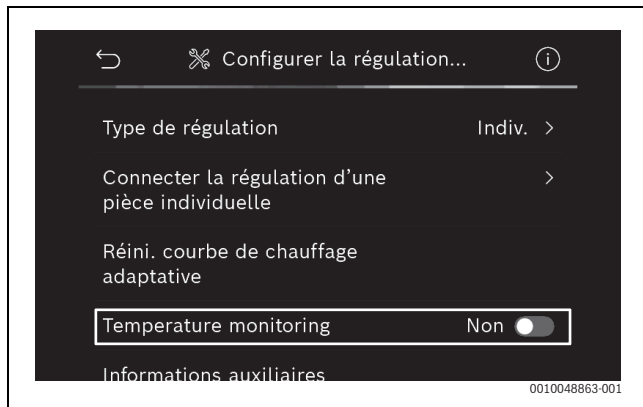 Configurer la régulation...
Type de régulation Indiv. >
Connecter la régulation d'une >
pièce individuelle
Réini. courbe de chauffage
adaptative
Temperature monitoring Non
Informations auxiliaires
0010048863-001